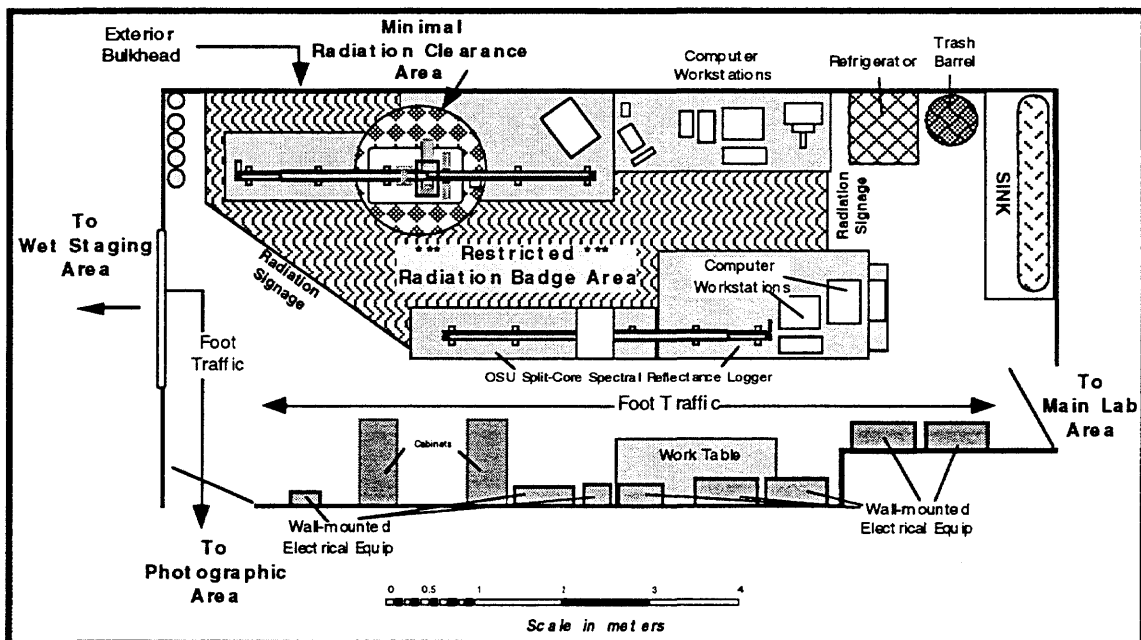 Exterior
Bulkhead
Minimal
Radiation Clearance
Area
Computer
Workstations
Refrigerator
Trash
Barrel
SINK
Radiation
Signage
To
Wet Staging
Area
Radiation
Signage
* ** Restricted * **
Radiation Badge Area
Computer
Workstations
Foot
Traffic
OSU Split-Core Spectral Reflectance Logger
Foot Traffic
To
Main Lab
Area
Cabinets
Work Table
Wall-mounted
Electrical Equip
Wall-mounted
Electrical Equip
To
Photographic
Area
0 0.5 1 2 3 4
Scale in meters